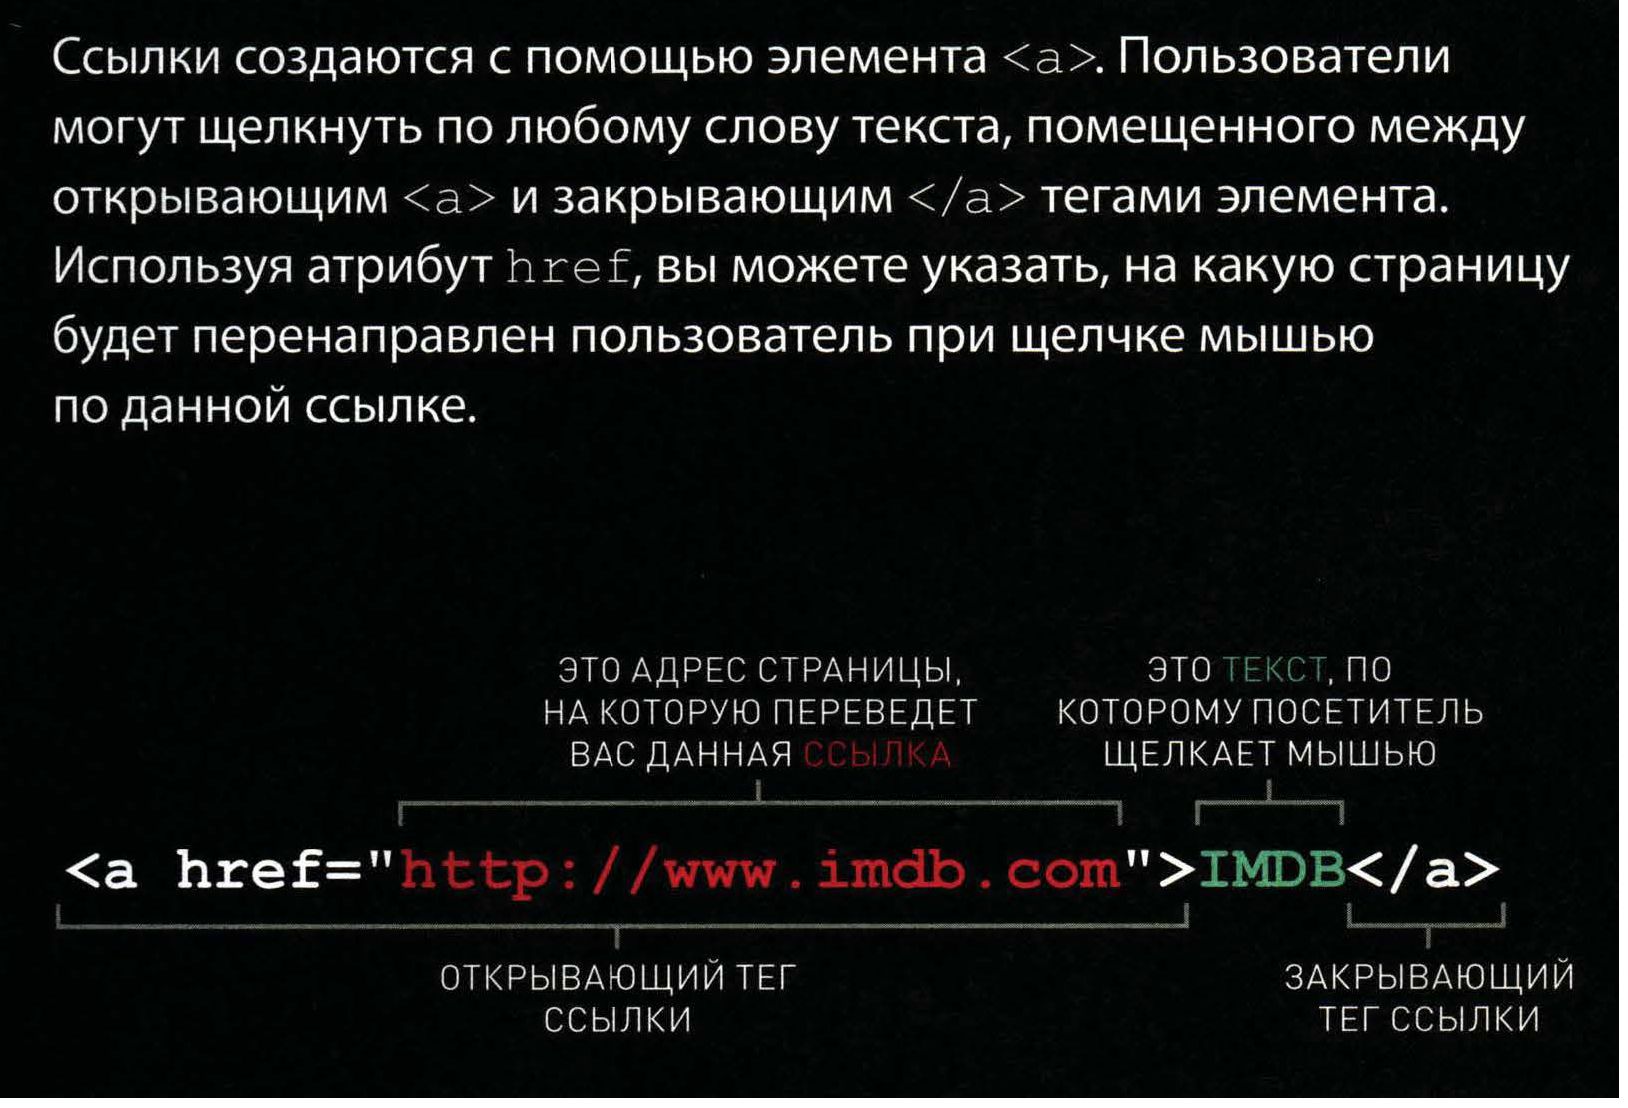 Ссылки создаются с помощью элемента <a>. Пользователи
могут щелкнуть по любому слову текста, помещенного между
открывающим <a> и закрывающим </a> тегами элемента.
Используя атрибут href, вы можете указать, на какую страницу
будет перенаправлен пользователь при щелчке мышью
по данной ссылке.
ЭТО АДРЕС СТРАНИЦЫ,
НА КОТОРУЮ ПЕРЕВЕДЕТ
ВАС ДАННАЯ ССЫЛКА
ЭТО ТЕКСТ, ПО
КОТОРОМУ ПОСЕТИТЕЛЬ
ЩЕЛКАЕТ МЫШЬЮ
<a href="http://www.imdb.com">IMDB</a>
ОТКРЫВАЮЩИЙ ТЕГ
ССЫЛКИ
ЗАКРЫВАЮЩИЙ
ТЕГ ССЫЛКИ